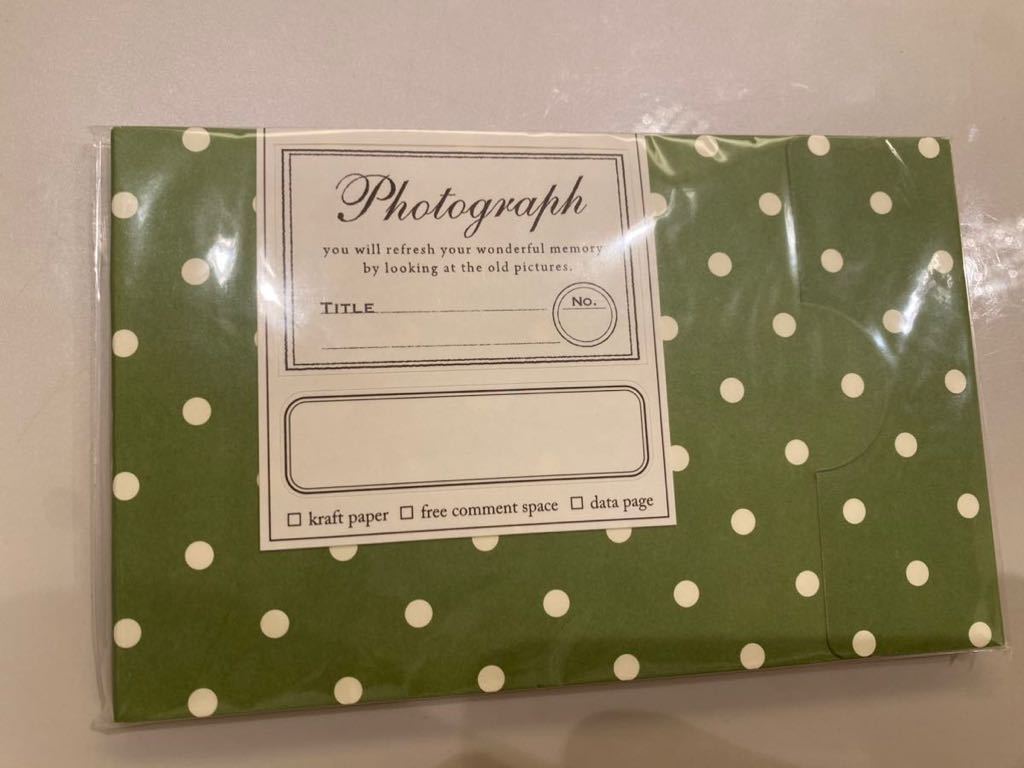 Photograph
you will refresh your wonderful memory
by looking at the old pictures.
TITLE
No.
kraft paper free comment space data page